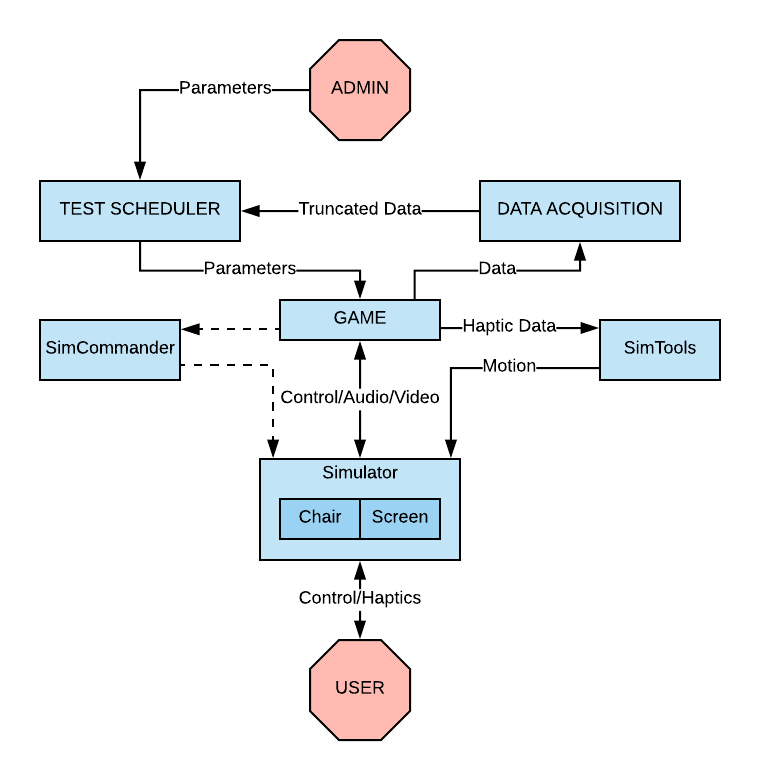 ADMIN
Parameters
TEST SCHEDULER
Truncated Data
DATA ACQUISITION
Parameters
Data
GAME
Haptic Data
SimCommander
SimTools
Motion
Control/Audio/Video
Simulator
Chair
Screen
Control/Haptics
USER